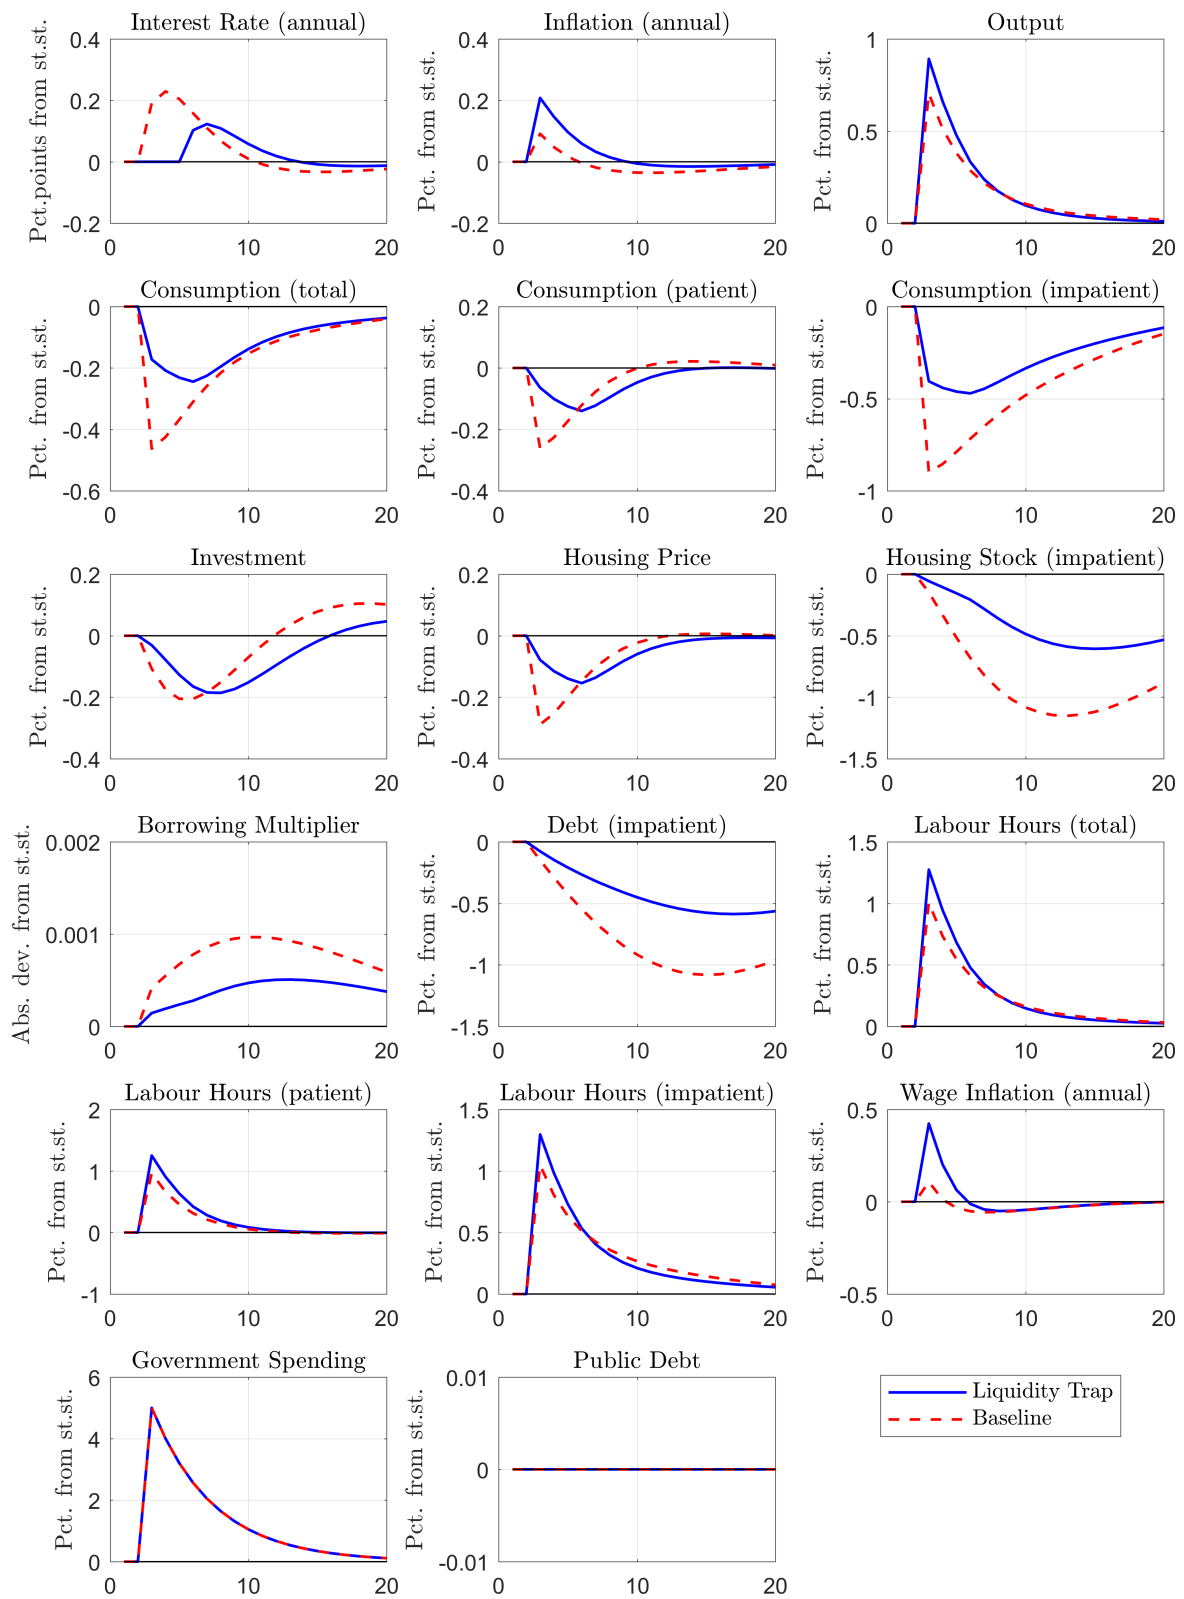 Interest Rate (annual)
Pct.points from st.st.
0.4
0.2
0
-0.2
0 10 20
Inflation (annual)
Pct. from st.st.
0.4
0.2
0
-0.2
0 10 20
Output
Pct. from st.st.
1
0.5
0
0 10 20
Consumption (total)
Pct. from st.st.
0
-0.2
-0.4
-0.6
0 10 20
Consumption (patient)
Pct. from st.st.
0.2
0
-0.2
-0.4
0 10 20
Consumption (impatient)
Pct. from st.st.
0
-0.5
-1
0 10 20
Investment
Pct. from st.st.
0.2
0
-0.2
-0.4
0 10 20
Housing Price
Pct. from st.st.
0.2
0
-0.2
-0.4
0 10 20
Housing Stock (impatient)
Pct. from st.st.
0
-0.5
-1
-1.5
0 10 20
Borrowing Multiplier
Abs. dev. from st.st.
0.002
0.001
0
0 10 20
Debt (impatient)
Pct. from st.st.
0
-0.5
-1
-1.5
0 10 20
Labour Hours (total)
Pct. from st.st.
1.5
1
0.5
0
0 10 20
Labour Hours (patient)
Pct. from st.st.
2
1
0
-1
0 10 20
Labour Hours (impatient)
Pct. from st.st.
1.5
1
0.5
0
0 10 20
Wage Inflation (annual)
Pct. from st.st.
0.5
0
-0.5
0 10 20
Government Spending
Pct. from st.st.
6
4
2
0
0 10 20
Public Debt
Pct. from st.st.
0.01
0
-0.01
0 10 20
Liquidity Trap
Baseline